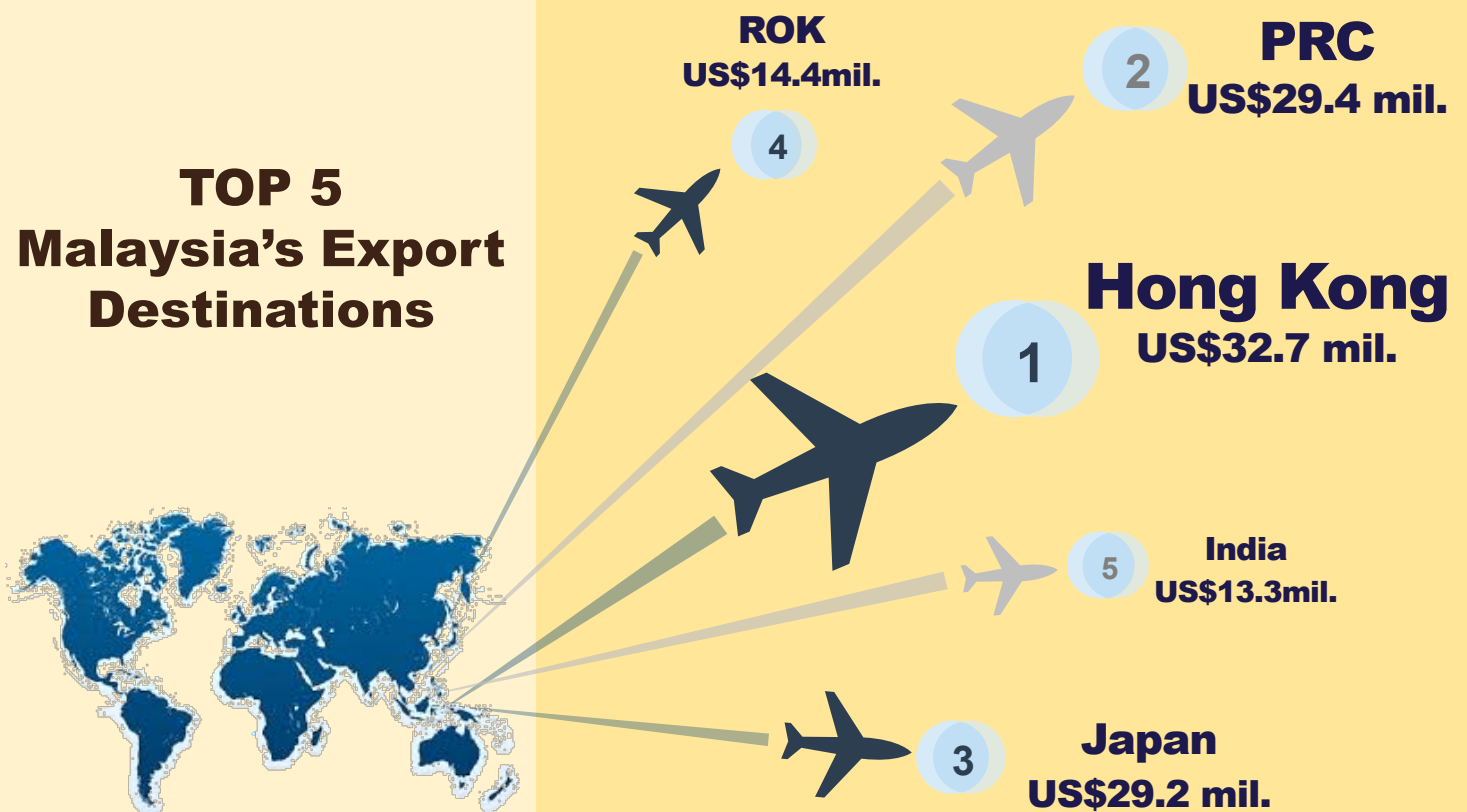 TOP 5
Malaysia’s Export
Destinations
ROK
US$14.4mil.
4
2
PRC
US$29.4 mil.
1
Hong Kong
US$32.7 mil.
5
India
US$13.3mil.
3
Japan
US$29.2 mil.